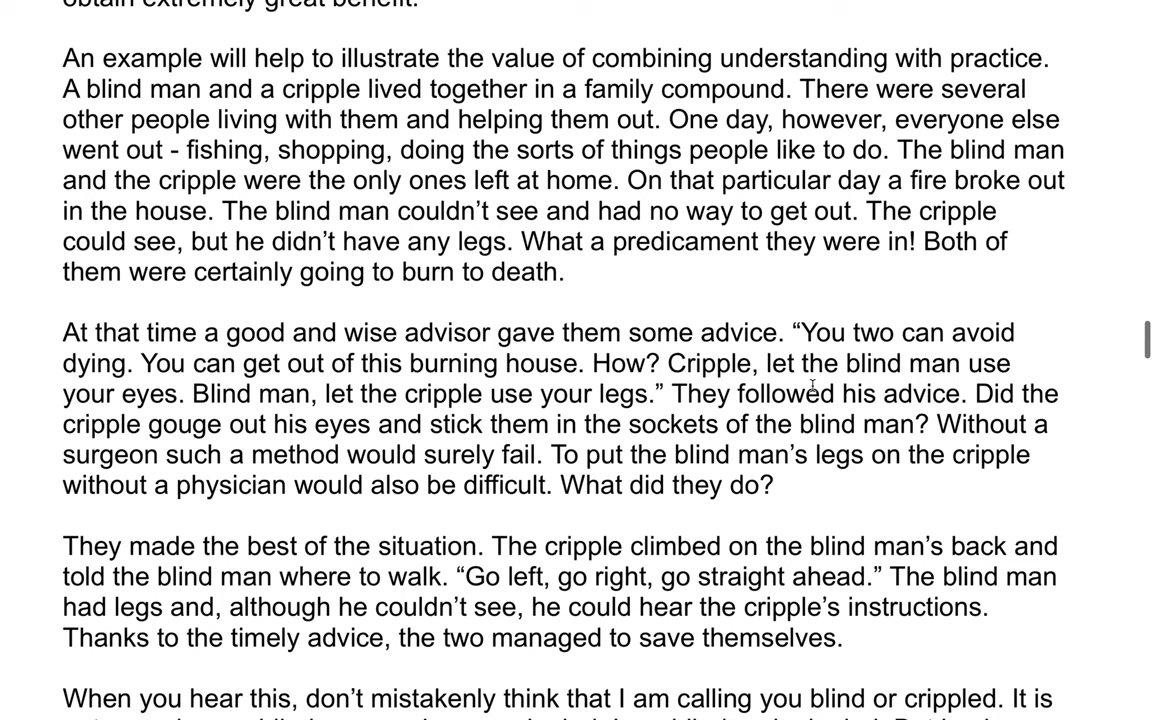 obtain extremely great benefit.
An example will help to illustrate the value of combining understanding with practice.
A blind man and a cripple lived together in a family compound. There were several
other people living with them and helping them out. One day, however, everyone else
went out - fishing, shopping, doing the sorts of things people like to do. The blind man
and the cripple were the only ones left at home. On that particular day a fire broke out
in the house. The blind man couldn’t see and had no way to get out. The cripple
could see, but he didn’t have any legs. What a predicament they were in! Both of
them were certainly going to burn to death.
At that time a good and wise advisor gave them some advice. “You two can avoid
dying. You can get out of this burning house. How? Cripple, let the blind man use
your eyes. Blind man, let the cripple use your legs.” They followed his advice. Did the
cripple gouge out his eyes and stick them in the sockets of the blind man? Without a
surgeon such a method would surely fail. To put the blind man’s legs on the cripple
without a physician would also be difficult. What did they do?
They made the best of the situation. The cripple climbed on the blind man’s back and
told the blind man where to walk. “Go left, go right, go straight ahead.” The blind man
had legs and, although he couldn’t see, he could hear the cripple’s instructions.
Thanks to the timely advice, the two managed to save themselves.
When you hear this, don’t mistakenly think that I am calling you blind or crippled. It is